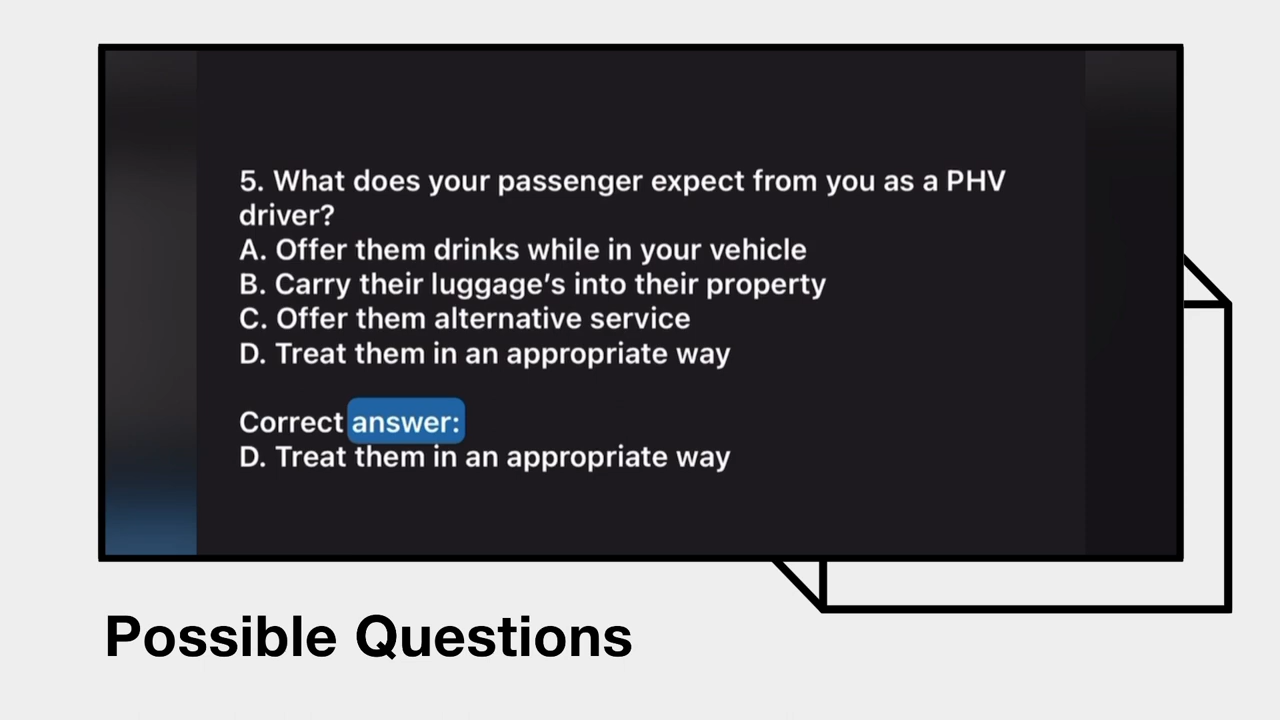 5. What does your passenger expect from you as a PHV
driver?
A. Offer them drinks while in your vehicle
B. Carry their luggage’s into their property
C. Offer them alternative service
D. Treat them in an appropriate way
Correct answer:
D. Treat them in an appropriate way
Possible Questions